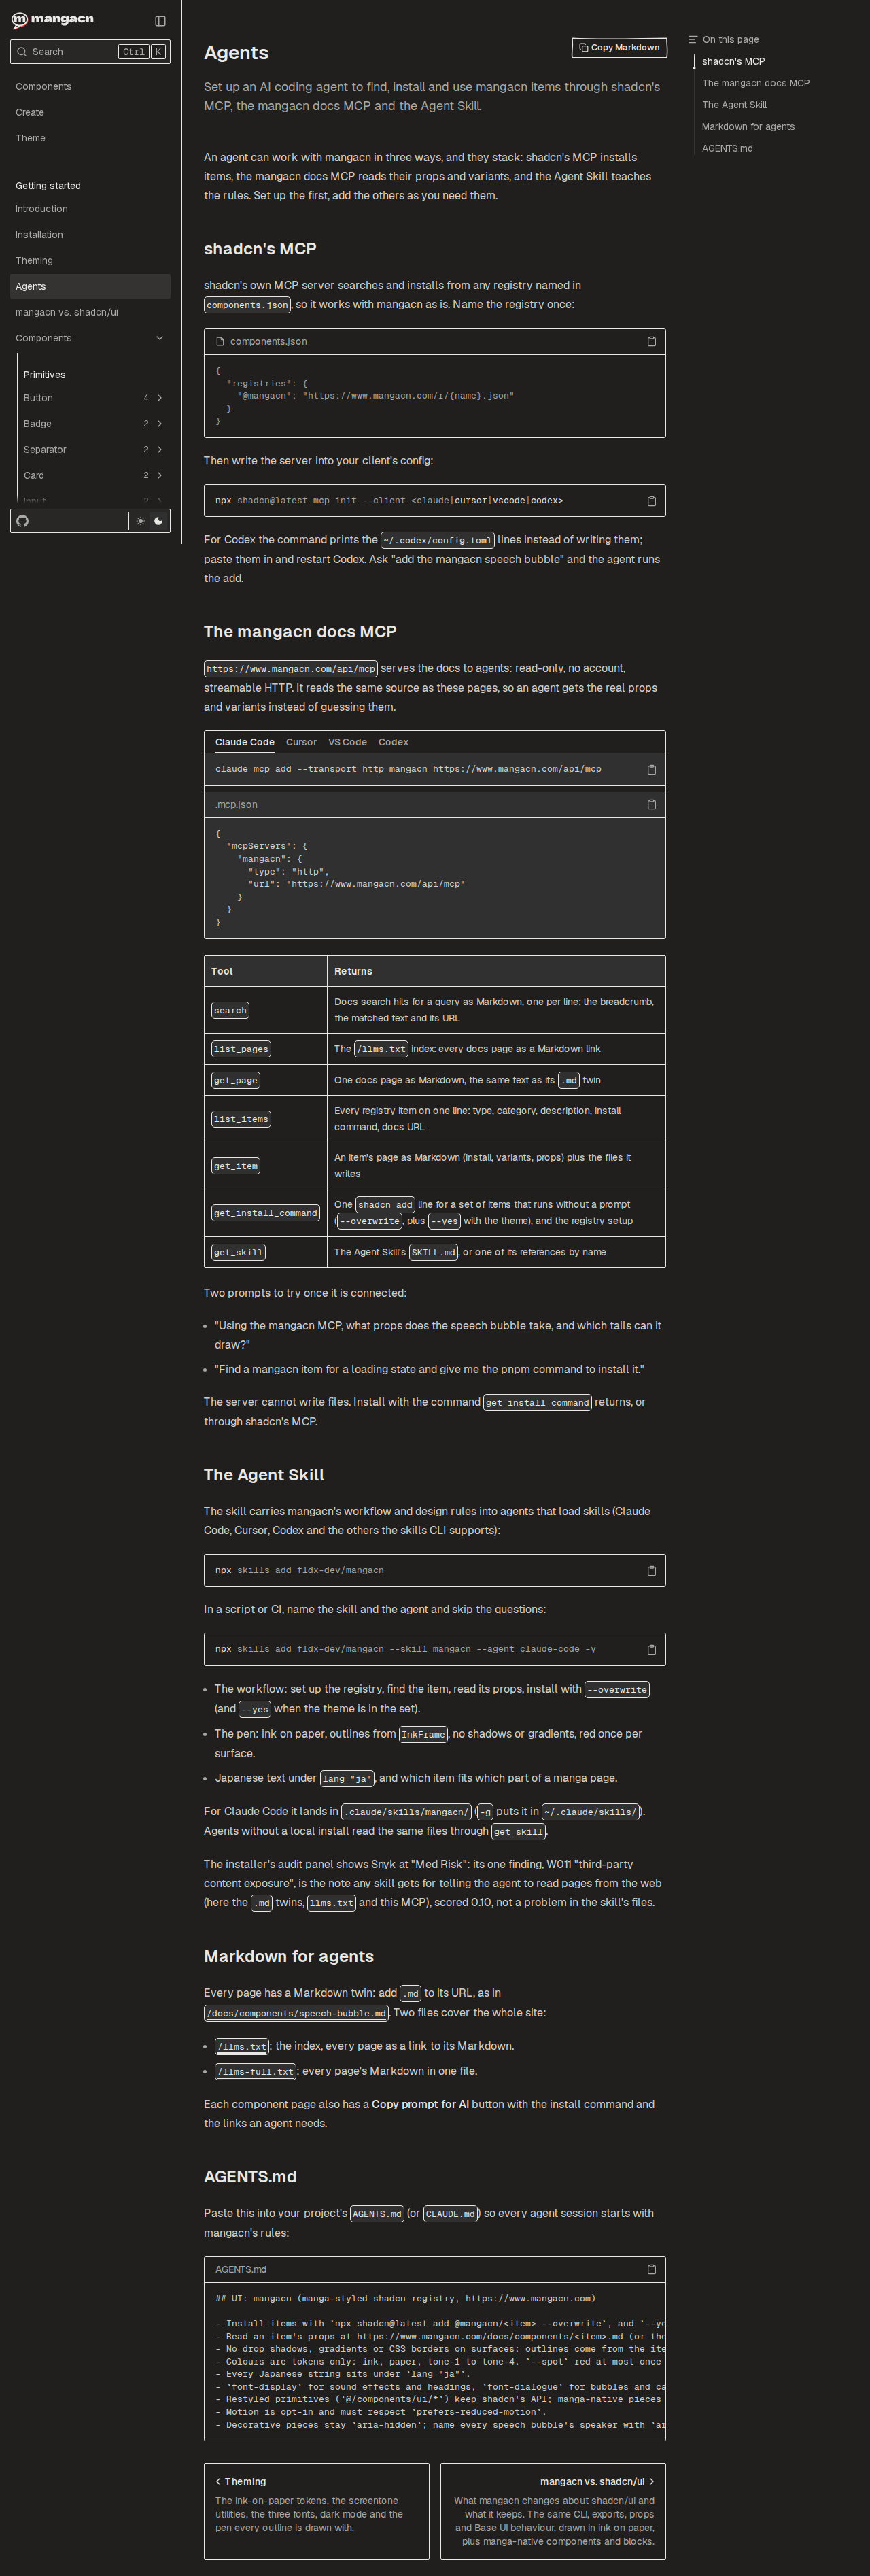 mangacn
Search
Ctrl K
Components
Create
Theme
Getting started
Introduction
Installation
Theming
Agents
mangacn vs. shadcn/ui
Components
Primitives
Button 4
Badge 2
Separator 2
Card 2
Input 2
Agents
Copy Markdown
Set up an AI coding agent to find, install and use mangacn items through shadcn's
MCP, the mangacn docs MCP and the Agent Skill.
An agent can work with mangacn in three ways, and they stack: shadcn's MCP installs
items, the mangacn docs MCP reads their props and variants, and the Agent Skill teaches
the rules. Set up the first, add the others as you need them.
shadcn's MCP
shadcn's own MCP server searches and installs from any registry named in
components.json, so it works with mangacn as is. Name the registry once:
components.json
{
"registries": {
"@mangacn": "https://www.mangacn.com/r/{name}.json"
}
}
Then write the server into your client's config:
npx shadcn@latest mcp init --client <claude|cursor|vscode|codex>
For Codex the command prints the ~/.codex/config.toml lines instead of writing them;
paste them in and restart Codex. Ask "add the mangacn speech bubble" and the agent runs
the add.
The mangacn docs MCP
https://www.mangacn.com/api/mcp serves the docs to agents: read-only, no account,
streamable HTTP. It reads the same source as these pages, so an agent gets the real props
and variants instead of guessing them.
Claude Code Cursor VS Code Codex
claude mcp add --transport http mangacn https://www.mangacn.com/api/mcp
.mcp.json
{
"mcpServers": {
"mangacn": {
"type": "http",
"url": "https://www.mangacn.com/api/mcp"
}
}
}
Tool Returns
search Docs search hits for a query as Markdown, one per line: the breadcrumb,
the matched text and its URL
list_pages The /llms.txt index: every docs page as a Markdown link
get_page One docs page as Markdown, the same text as its .md twin
list_items Every registry item on one line: type, category, description, install
command, docs URL
get_item An item's page as Markdown (install, variants, props) plus the files it
writes
get_install_command One shadcn add line for a set of items that runs without a prompt
(--overwrite, plus --yes with the theme), and the registry setup
get_skill The Agent Skill's SKILL.md, or one of its references by name
Two prompts to try once it is connected:
• "Using the mangacn MCP, what props does the speech bubble take, and which tails can it
draw?"
• "Find a mangacn item for a loading state and give me the pnpm command to install it."
The server cannot write files. Install with the command get_install_command returns, or
through shadcn's MCP.
The Agent Skill
The skill carries mangacn's workflow and design rules into agents that load skills (Claude
Code, Cursor, Codex and the others the skills CLI supports):
npx skills add fldx-dev/mangacn
In a script or CI, name the skill and the agent and skip the questions:
npx skills add fldx-dev/mangacn --skill mangacn --agent claude-code -y
• The workflow: set up the registry, find the item, read its props, install with --overwrite
(and --yes when the theme is in the set).
• The pen: ink on paper, outlines from InkFrame, no shadows or gradients, red once per
surface.
• Japanese text under lang="ja", and which item fits which part of a manga page.
For Claude Code it lands in .claude/skills/mangacn/ (-g puts it in ~/.claude/skills/).
Agents without a local install read the same files through get_skill.
The installer's audit panel shows Snyk at "Med Risk": its one finding, W011 "third-party
content exposure", is the note any skill gets for telling the agent to read pages from the web
(here the .md twins, llms.txt and this MCP), scored 0.10, not a problem in the skill's files.
Markdown for agents
Every page has a Markdown twin: add .md to its URL, as in
/docs/components/speech-bubble.md. Two files cover the whole site:
• /llms.txt: the index, every page as a link to its Markdown.
• /llms-full.txt: every page's Markdown in one file.
Each component page also has a Copy prompt for AI button with the install command and
the links an agent needs.
AGENTS.md
Paste this into your project's AGENTS.md (or CLAUDE.md) so every agent session starts with
mangacn's rules:
AGENTS.md
## UI: mangacn (manga-styled shadcn registry, https://www.mangacn.com)
- Install items with `npx shadcn@latest add @mangacn/<item> --overwrite`, and `--ye
- Read an item's props at https://www.mangacn.com/docs/components/<item>.md (or the
- No drop shadows, gradients or CSS borders on surfaces: outlines come from the ite
- Colours are tokens only: ink, paper, tone-1 to tone-4. `--spot` red at most once
- Every Japanese string sits under `lang="ja"`.
- `font-display` for sound effects and headings, `font-dialogue` for bubbles and ca
- Restyled primitives (`@/components/ui/*`) keep shadcn's API; manga-native pieces
- Motion is opt-in and must respect `prefers-reduced-motion`.
- Decorative pieces stay `aria-hidden`; name every speech bubble's speaker with `ar
Theming
The ink-on-paper tokens, the screentone
utilities, the three fonts, dark mode and the
pen every outline is drawn with.
mangacn vs. shadcn/ui
What mangacn changes about shadcn/ui and
what it keeps. The same CLI, exports, props
and Base UI behaviour, drawn in ink on paper,
plus manga-native components and blocks.
On this page
shadcn's MCP
The mangacn docs MCP
The Agent Skill
Markdown for agents
AGENTS.md